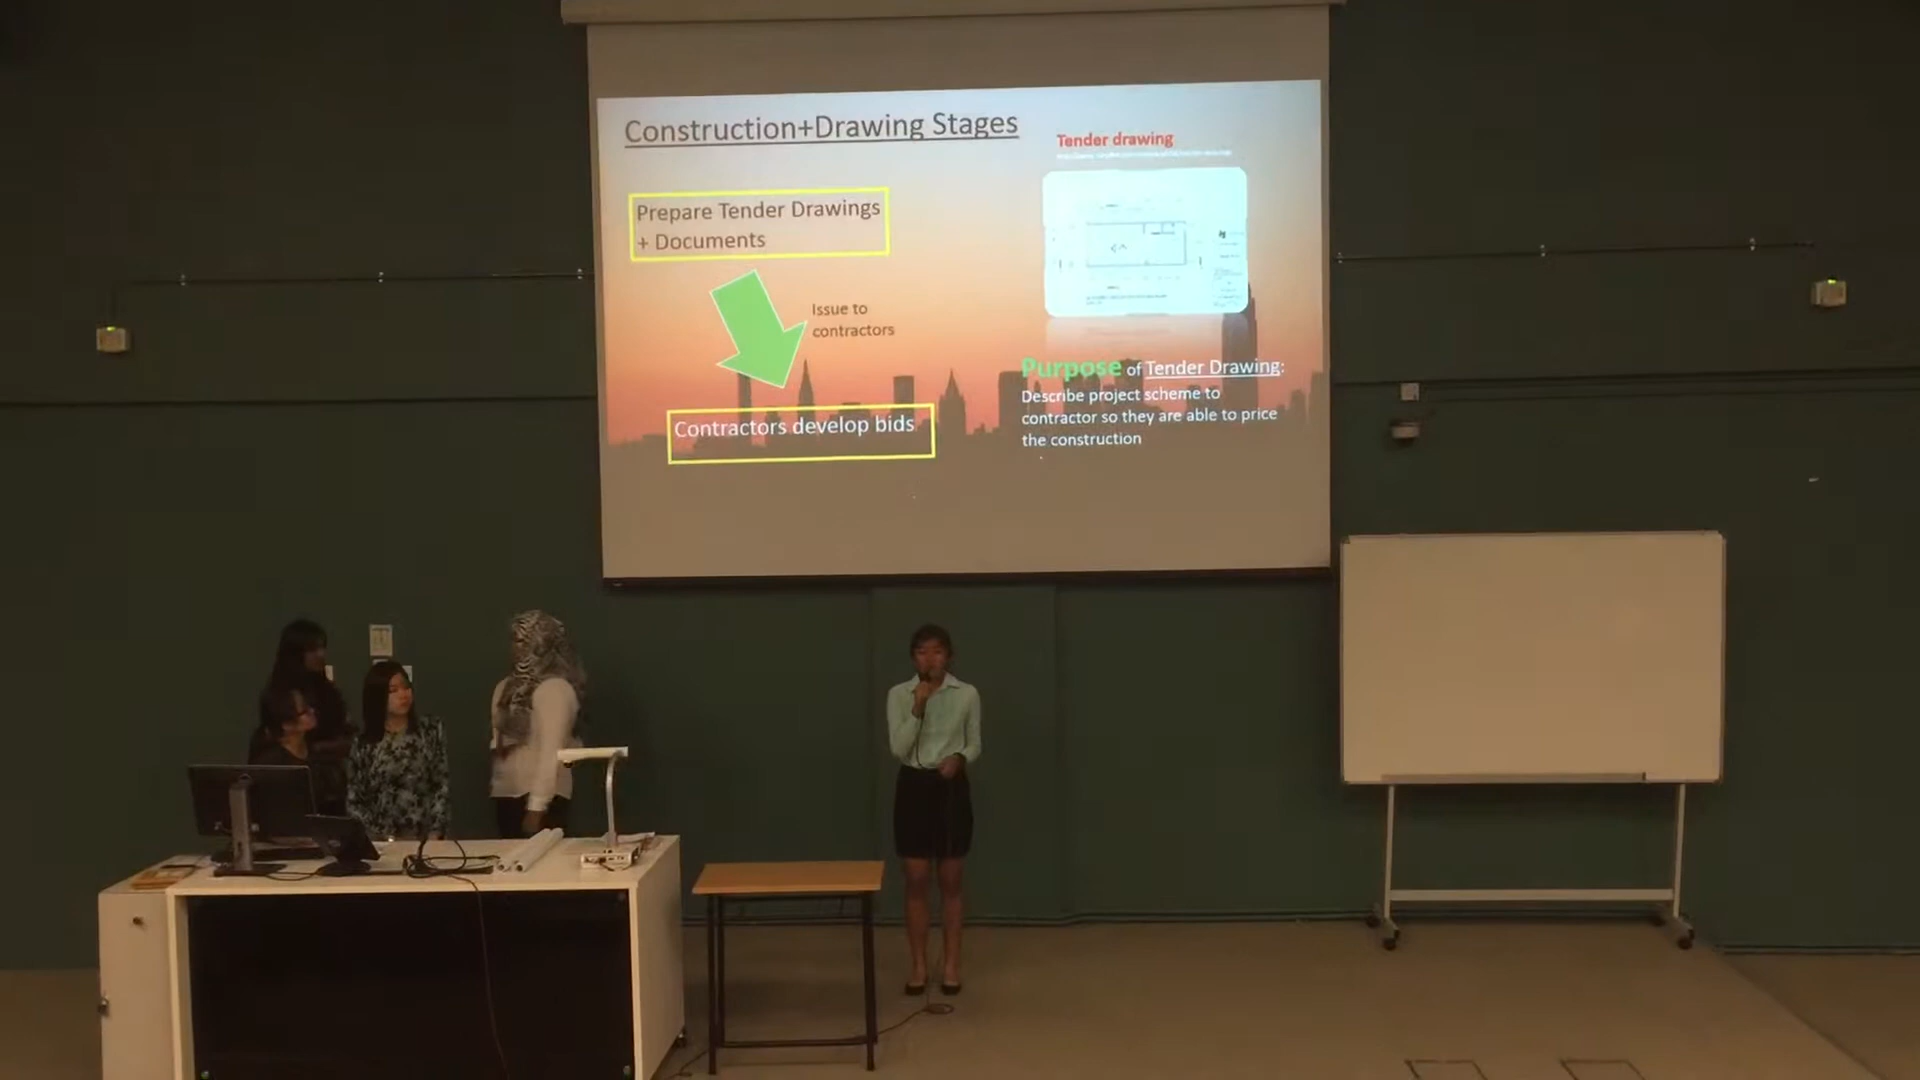 Construction+Drawing Stages
Prepare Tender Drawings
+ Documents
Issue to
contractors
Contractors develop bids
Tender drawing
Purpose of Tender Drawing:
Describe project scheme to
contractor so they are able to price
the construction